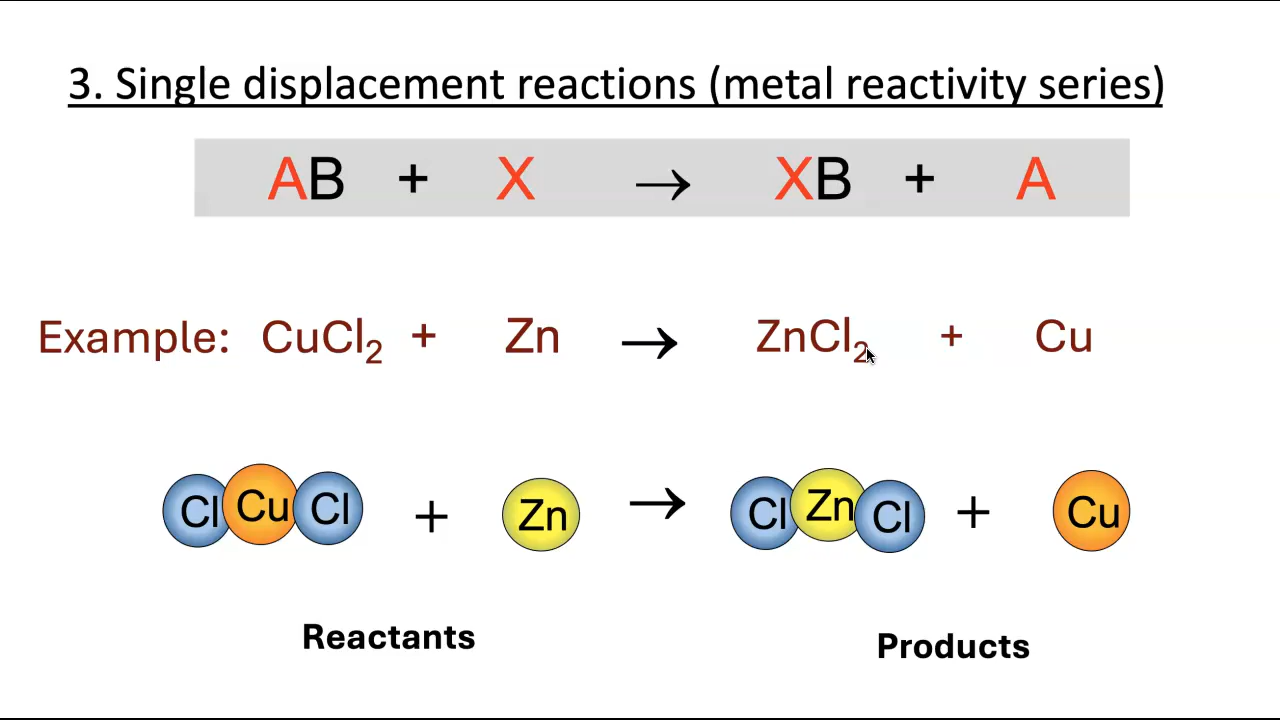 3. Single displacement reactions (metal reactivity series)
AB + X → XB + A
Example: CuCl₂ + Zn → ZnCl₂ + Cu
Cl Cu Cl + Zn → Cl Zn Cl + Cu
Reactants
Products